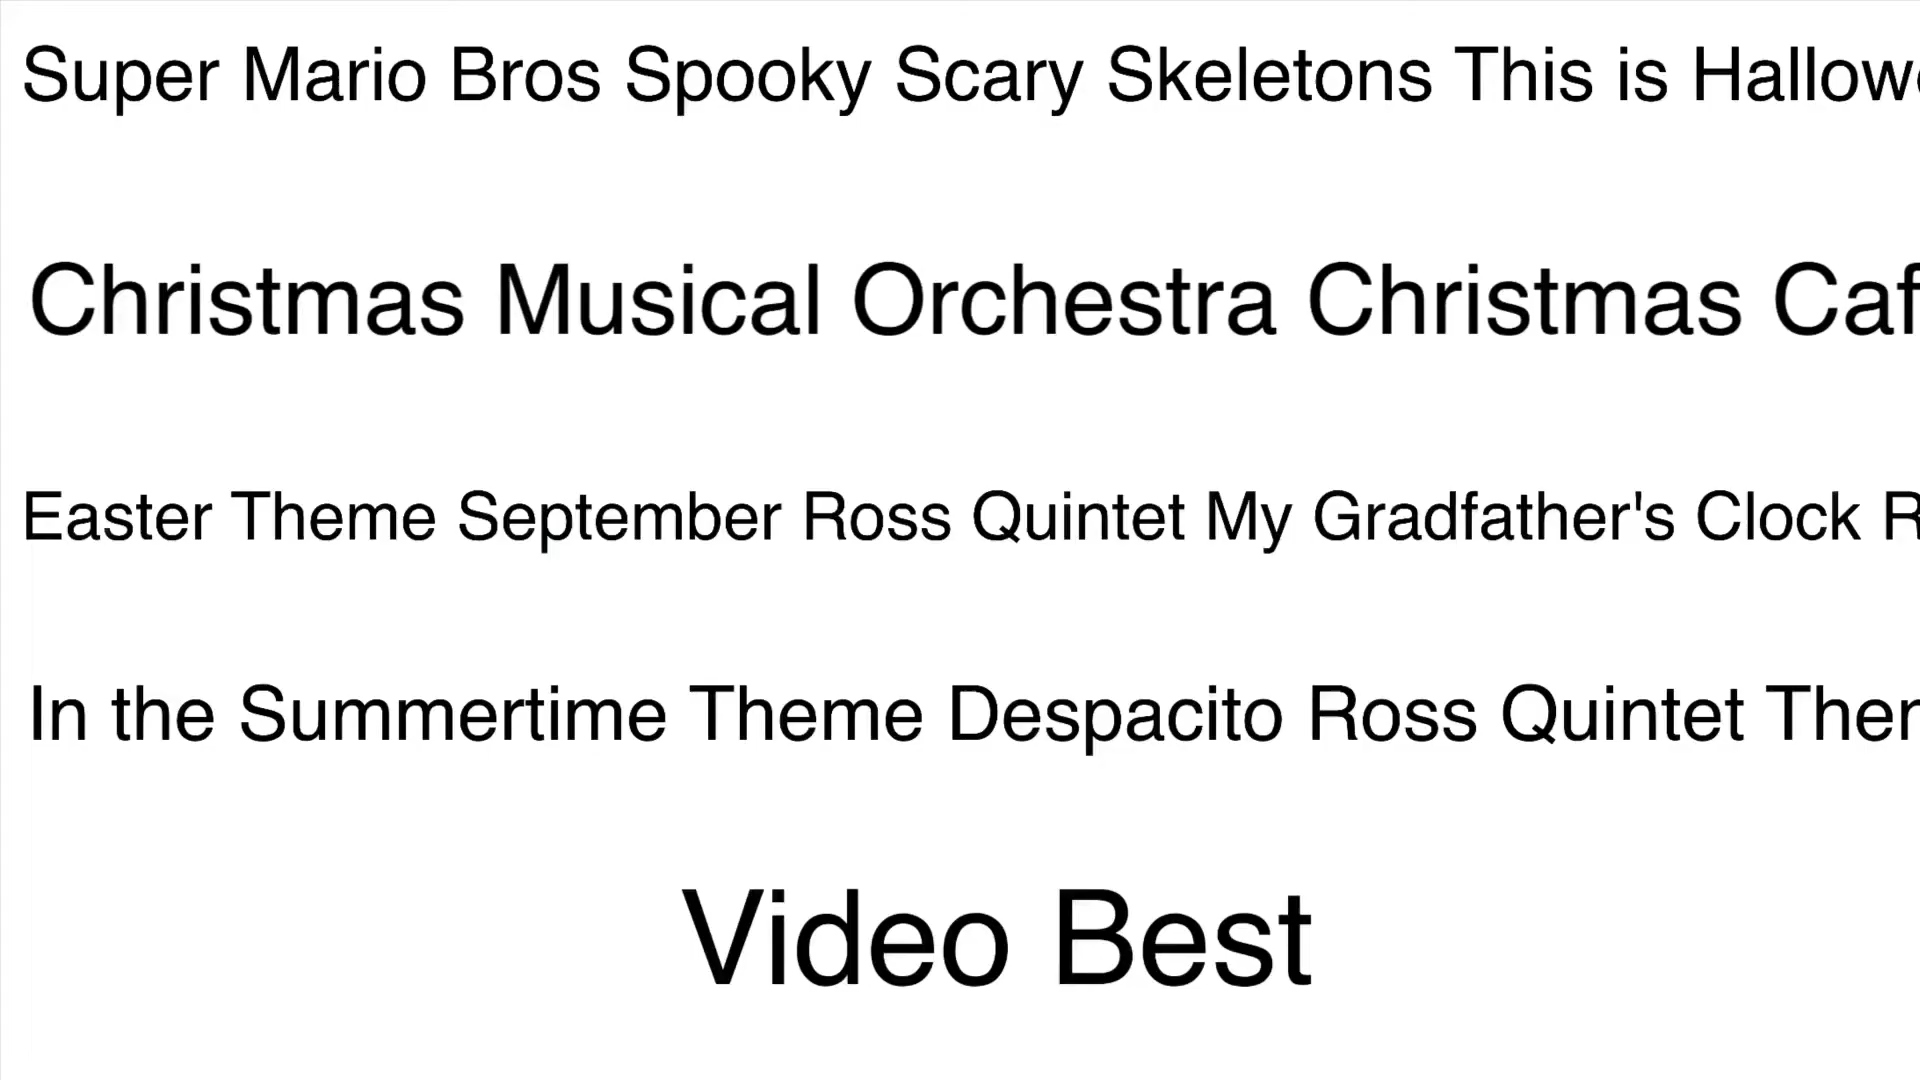 Super Mario Bros Spooky Scary Skeletons This is Hallow
Christmas Musical Orchestra Christmas Caf
Easter Theme September Ross Quintet My Gradfather's Clock R
In the Summertime Theme Despacito Ross Quintet Ther
Video Best